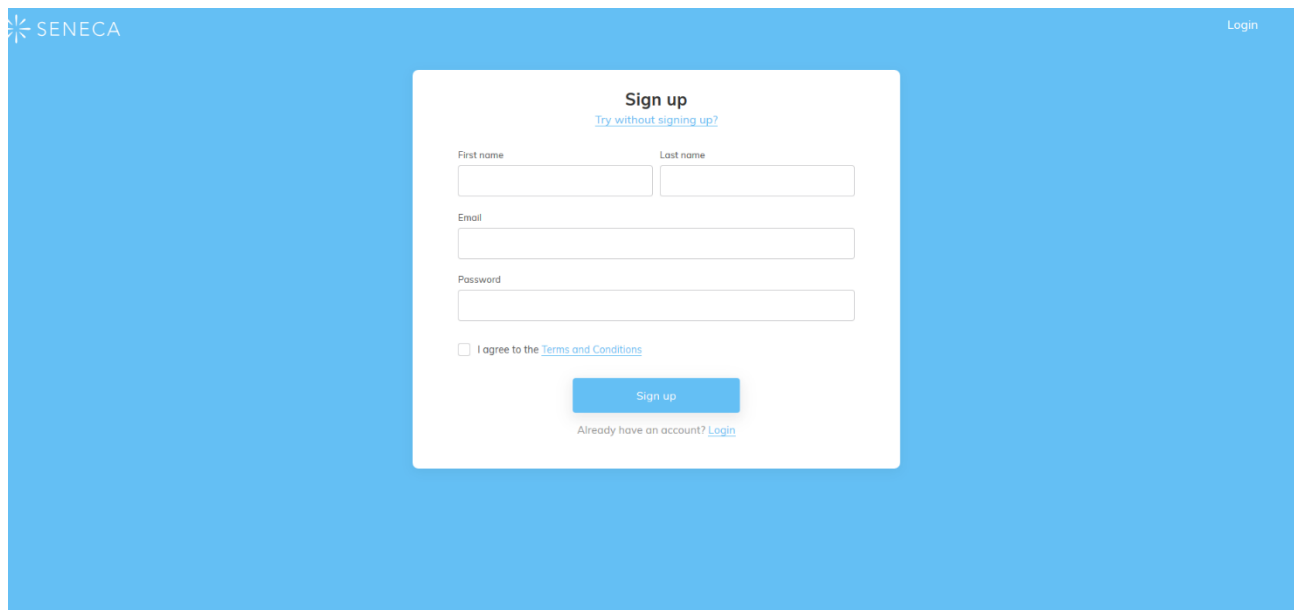 SENECA
Login
Sign up
Try without signing up?
First name Last name
Email
Password
I agree to the Terms and Conditions
Sign up
Already have an account? Login